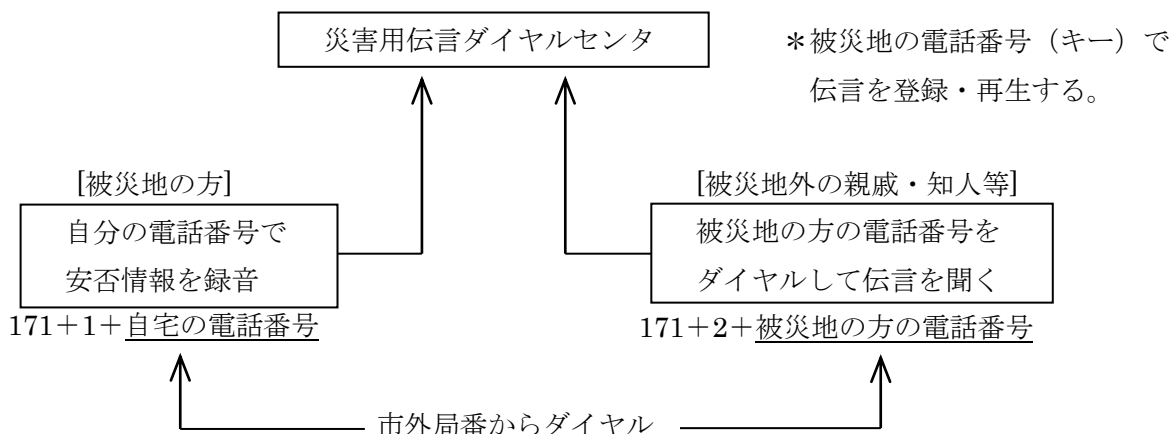 災害用伝言ダイヤルセンタ
＊被災地の電話番号（キー）で
伝言を登録・再生する。
[被災地の方]
自分の電話番号で
安否情報を録音
171＋1＋自宅の電話番号
[被災地外の親戚・知人等]
被災地の方の電話番号を
ダイヤルして伝言を聞く
171＋2＋被災地の方の電話番号
市外局番からダイヤル